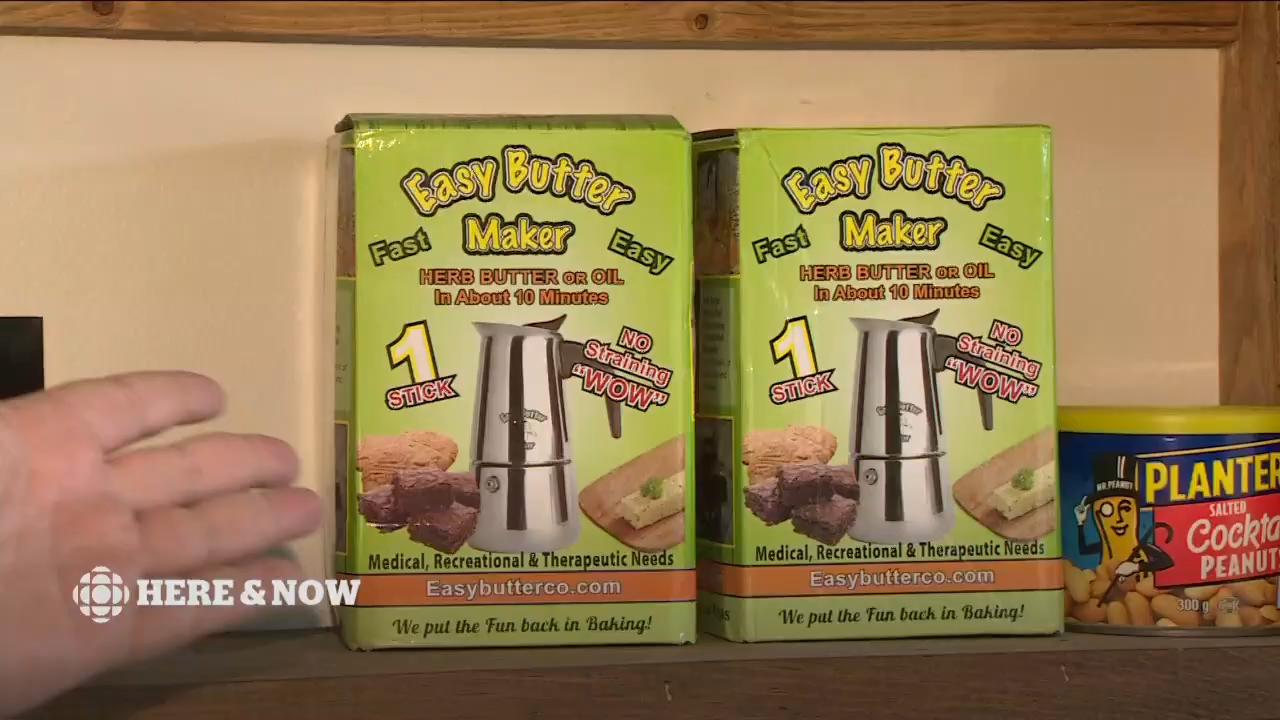 Easy Butter
Maker
Fast
Easy
HERB BUTTER OR OIL
In About 10 Minutes
1
STICK
NO
Straining
"WOW"
Medical, Recreational & Therapeutic Needs
Easybutterco.com
We put the Fun back in Baking!
Easy Butter
Maker
Fast
Easy
HERB BUTTER OR OIL
In About 10 Minutes
1
STICK
NO
Straining
"WOW"
Medical, Recreational & Therapeutic Needs
Easybutterco.com
We put the Fun back in Baking!
MR. PEANUT
PLANTER
SALTED
Cockta
PEANUT
300 g
HERE & NOW